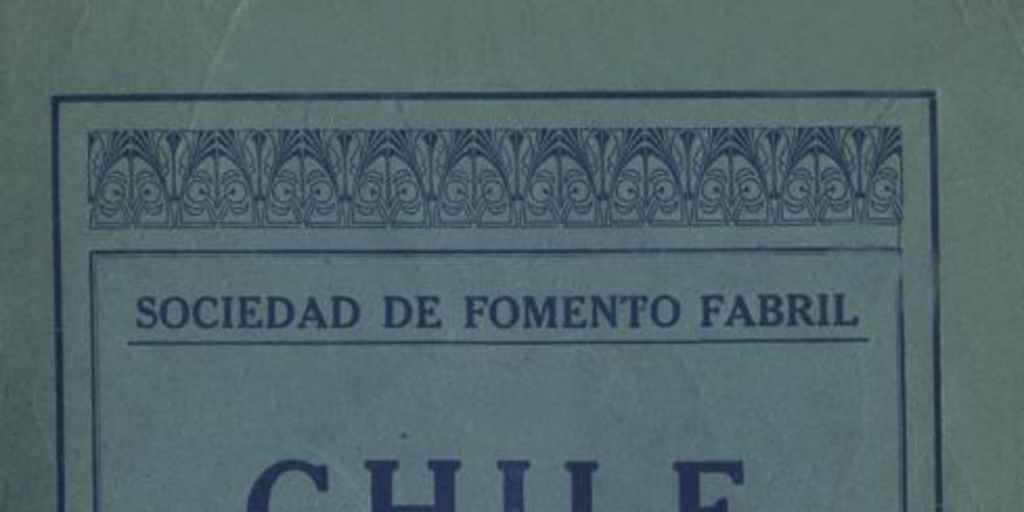 SOCIEDAD DE FOMENTO FABRIL
CHILE